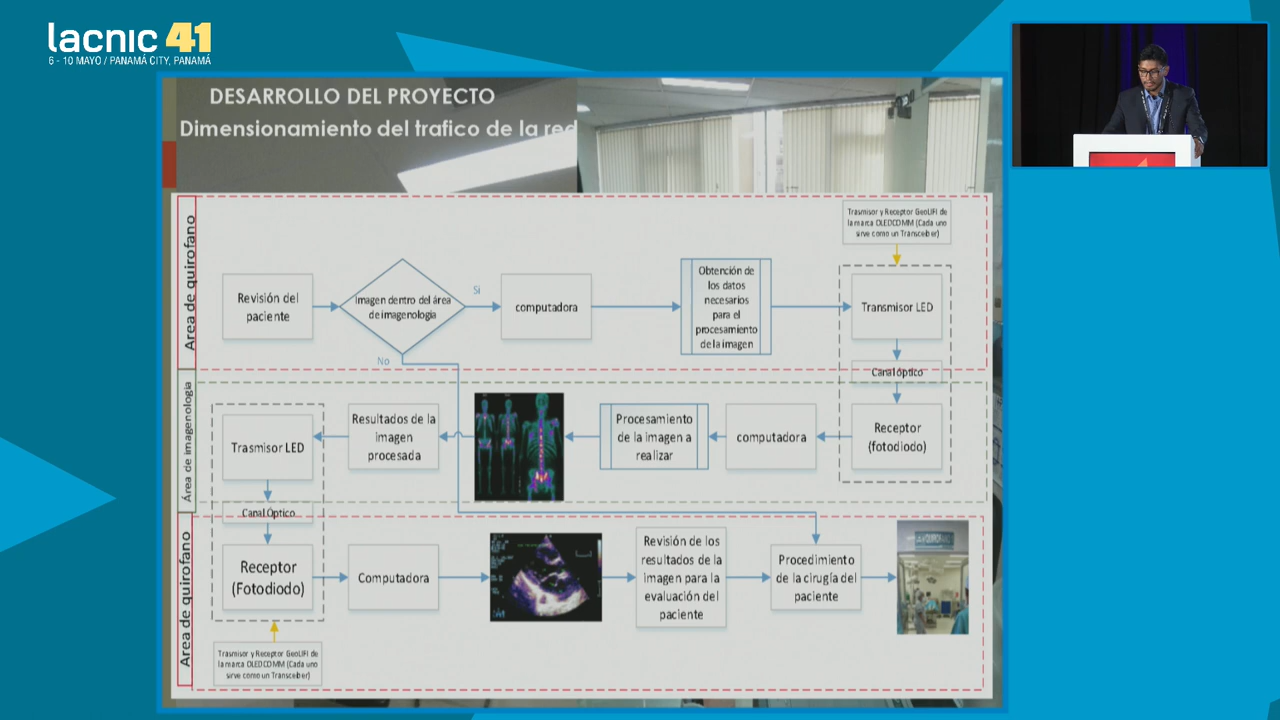 lacnic 41
6 - 10 MAYO / PANAMÁ CITY, PANAMÁ
DESARROLLO DEL PROYECTO
Dimensionamiento del trafico de la red
Area de quirofano
Revisión del
paciente
Imagen dentro del área
de imagenologia
Si
No
computadora
Obtención de
los datos
necesarios
para el
procesamiento
de la imagen
Trasmisor y Receptor GeoLIFI de
la marca OLEDCOMM (Cada uno
sirve como un Transceiber)
Transmisor LED
Canal óptico
Área de imagenologia
Receptor
(fotodiodo)
computadora
Procesamiento
de la imagen a
realizar
Resultados de la
imagen
procesada
Trasmisor LED
Canal Óptico
Area de quirofano
Receptor
(Fotodiodo)
Computadora
Revisión de los
resultados de la
imagen para la
evaluación del
paciente
Procedimiento
de la cirugía del
paciente
Trasmisor y Receptor GeoLIFI de
la marca OLEDCOMM (Cada uno
sirve como un Transceiber)